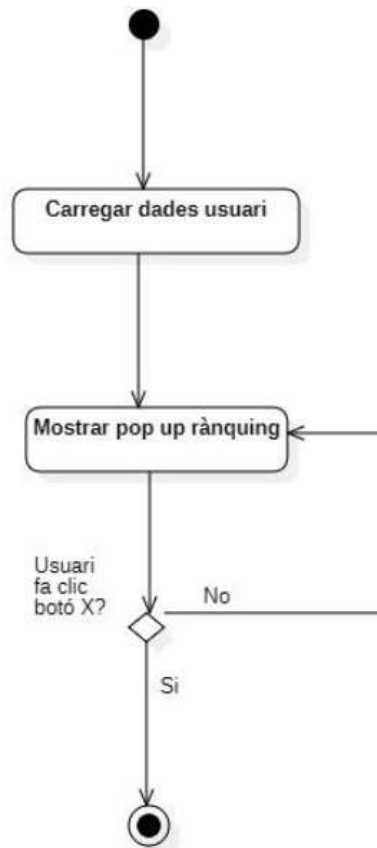 Carregar dades usuari
Mostrar pop up rànquing
Usuari
fa clic
botó X?
No
Si